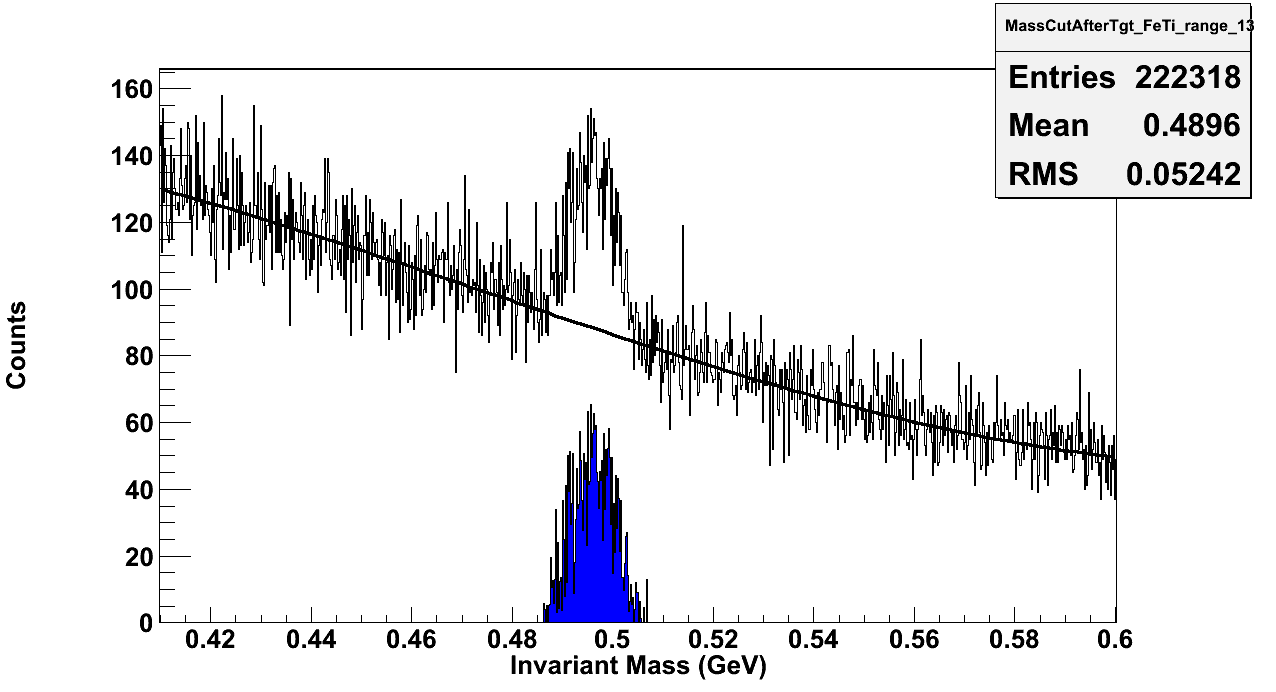 MassCutAfterTgt_FeTi_range_13
Entries 222318
Mean 0.4896
RMS 0.05242
160
140
120
100
80
60
40
20
0
Counts
0.42 0.44 0.46 0.48 0.5 0.52 0.54 0.56 0.58 0.6
Invariant Mass (GeV)